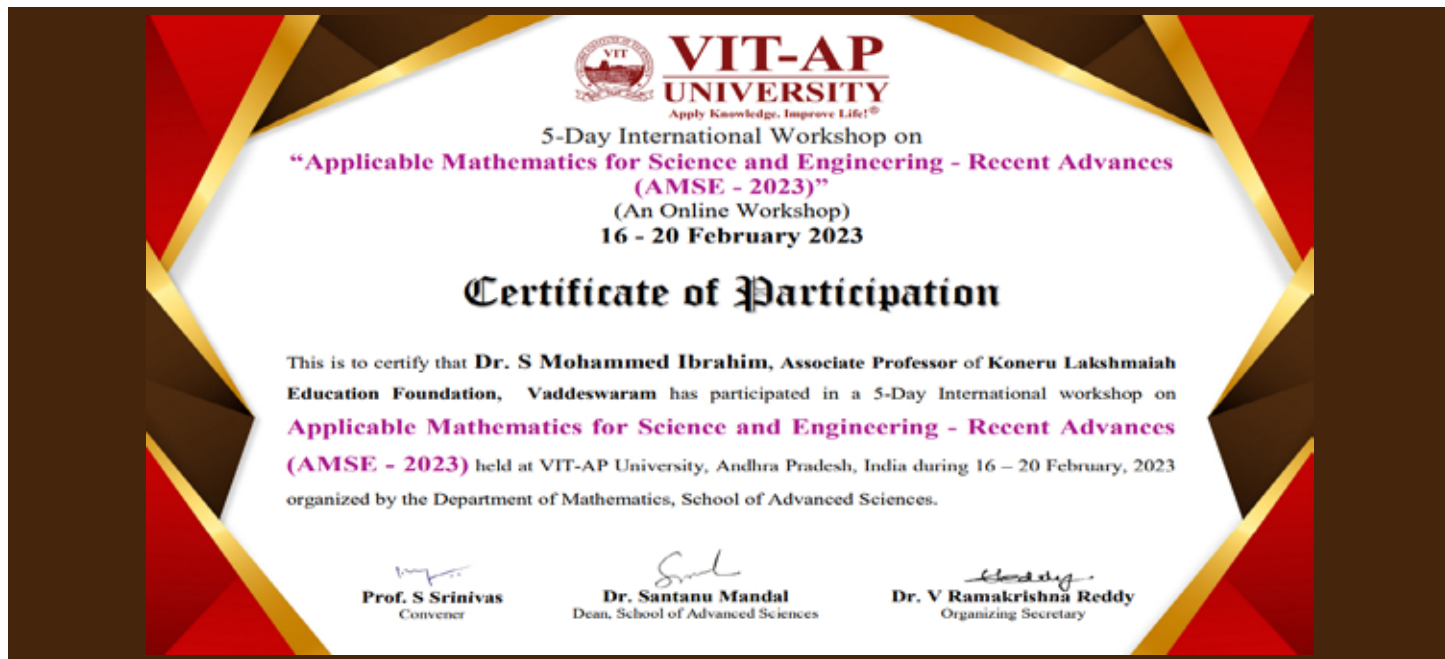 VIT
VIT-AP
UNIVERSITY
Apply Knowledge. Improve Life!®
5-Day International Workshop on
“Applicable Mathematics for Science and Engineering - Recent Advances
(AMSE - 2023)”
(An Online Workshop)
16 - 20 February 2023
Certificate of Participation
This is to certify that Dr. S Mohammed Ibrahim, Associate Professor of Koneru Lakshmaiah
Education Foundation, Vaddeswaram has participated in a 5-Day International workshop on
Applicable Mathematics for Science and Engineering - Recent Advances
(AMSE - 2023) held at VIT-AP University, Andhra Pradesh, India during 16 – 20 February, 2023
organized by the Department of Mathematics, School of Advanced Sciences.
Prof. S Srinivas
Convener
Dr. Santanu Mandal
Dean, School of Advanced Sciences
Dr. V Ramakrishna Reddy
Organizing Secretary